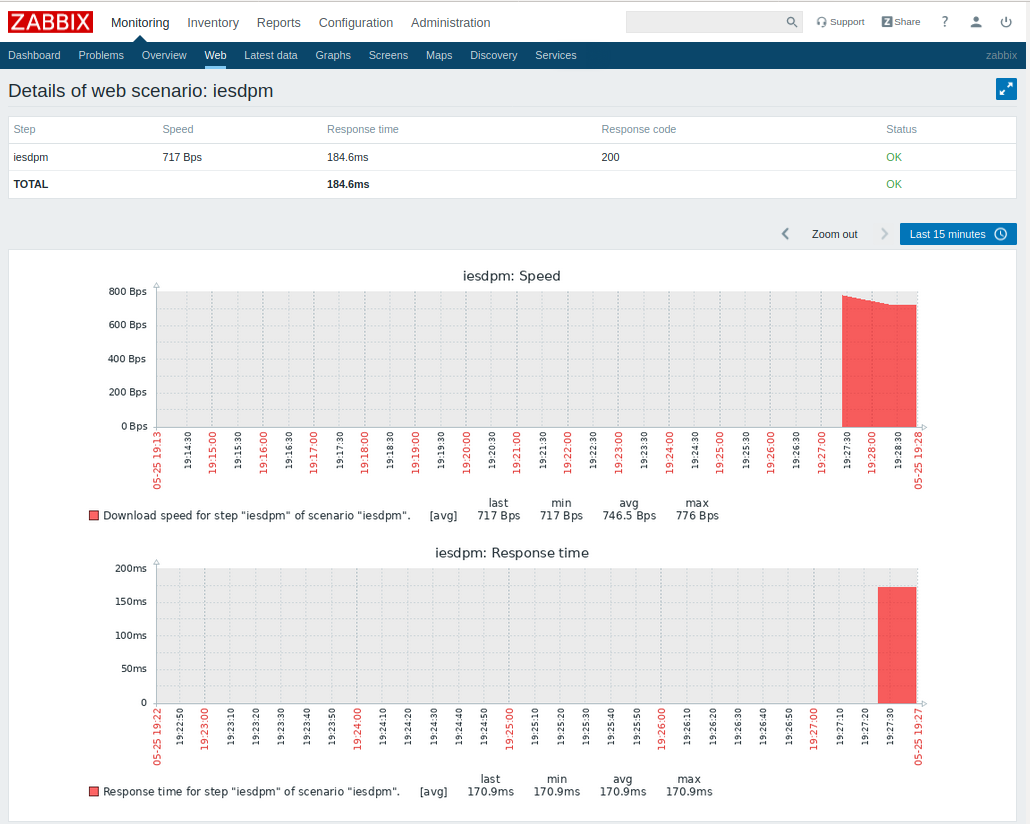 ZABBIX Monitoring Inventory Reports Configuration Administration Support Z Share ?
Dashboard Problems Overview Web Latest data Graphs Screens Maps Discovery Services zabbix
Details of web scenario: iesdpm
Step Speed Response time Response code Status
iesdpm 717 Bps 184.6ms 200 OK
TOTAL 184.6ms OK
Zoom out Last 15 minutes
iesdpm: Speed
800 Bps
600 Bps
400 Bps
200 Bps
0 Bps
05-25 19:13 19:14:30 19:15:00 19:15:30 19:16:00 19:16:30 19:17:00 19:17:30 19:18:00 19:18:30 19:19:00 19:19:30 19:20:00 19:20:30 19:21:00 19:21:30 19:22:00 19:22:30 19:23:00 19:23:30 19:24:00 19:24:30 19:25:00 19:25:30 19:26:00 19:26:30 19:27:00 19:27:30 19:28:00 19:28:30 05-25 19:28
last min avg max
Download speed for step "iesdpm" of scenario "iesdpm". [avg] 717 Bps 717 Bps 746.5 Bps 776 Bps
iesdpm: Response time
200ms
150ms
100ms
50ms
0
05-25 19:22 19:22:50 19:23:00 19:23:10 19:23:20 19:23:30 19:23:40 19:23:50 19:24:00 19:24:10 19:24:20 19:24:30 19:24:40 19:24:50 19:25:00 19:25:10 19:25:20 19:25:30 19:25:40 19:25:50 19:26:00 19:26:10 19:26:20 19:26:30 19:26:40 19:26:50 19:27:00 19:27:10 19:27:20 19:27:30 05-25 19:27
last min avg max
Response time for step "iesdpm" of scenario "iesdpm". [avg] 170.9ms 170.9ms 170.9ms 170.9ms